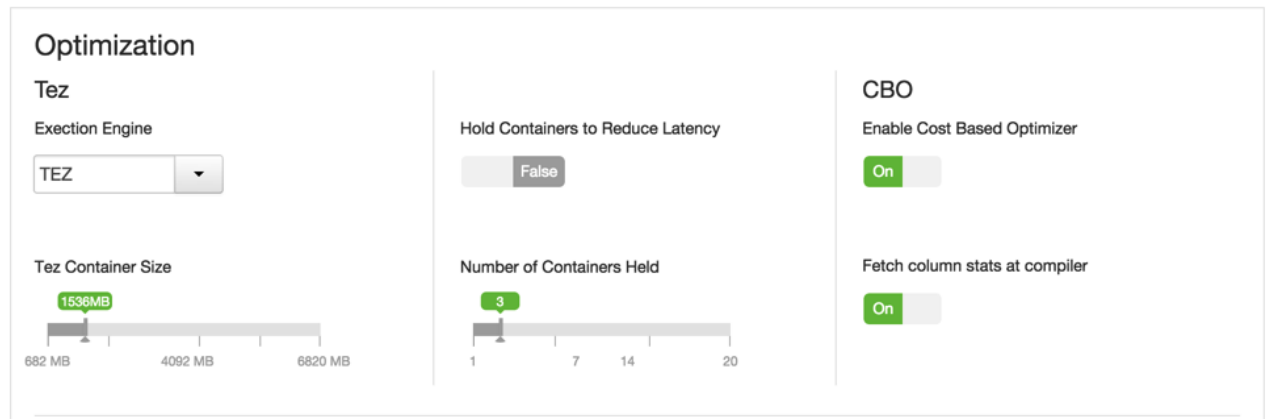 Optimization
Tez
Exection Engine
TEZ
Tez Container Size
1536MB
682 MB 4092 MB 6820 MB
Hold Containers to Reduce Latency
False
Number of Containers Held
3
1 7 14 20
CBO
Enable Cost Based Optimizer
On
Fetch column stats at compiler
On